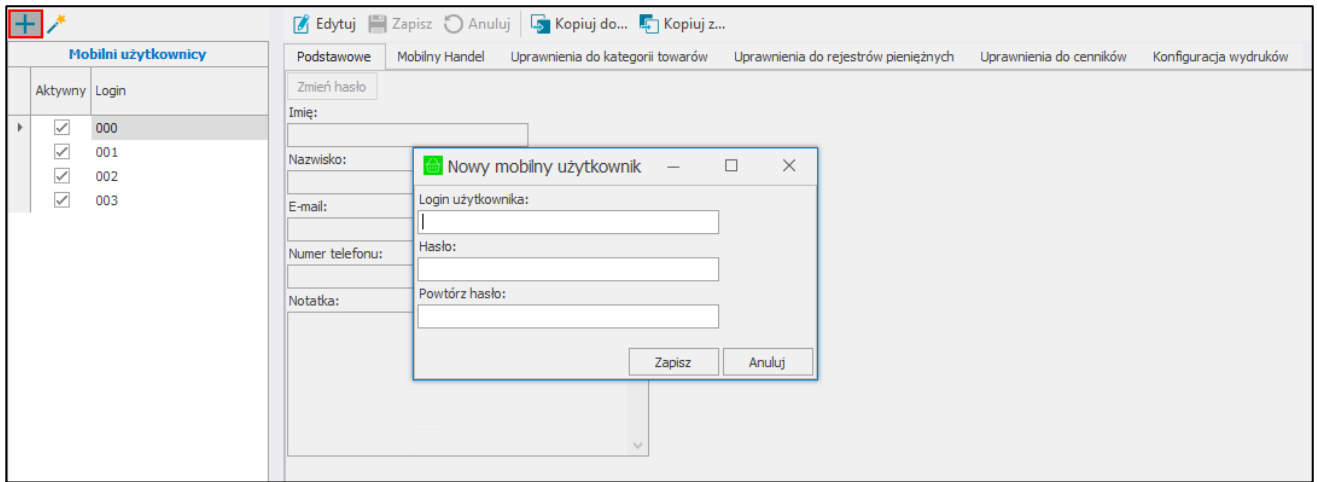 Edytuj Zapisz Anuluj Kopiuj do... Kopiuj z...
Mobilni użytkownicy
Podstawowe Mobilny Handel Uprawnienia do kategorii towarów Uprawnienia do rejestrów pieniężnych Uprawnienia do cenników Konfiguracja wydruków
Aktywny Login
000
001
002
003
Zmień hasło
Imię:
Nazwisko:
E-mail:
Numer telefonu:
Notatka:
Nowy mobilny użytkownik
Login użytkownika:
Hasło:
Powtórz hasło:
Zapisz Anuluj